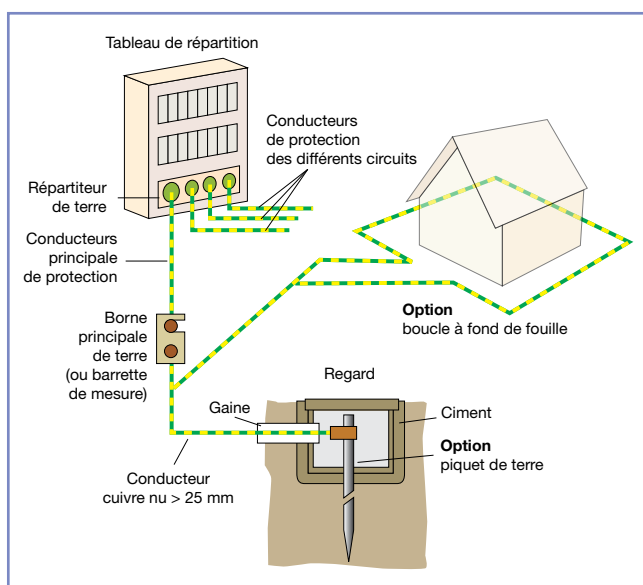 Tableau de répartition
Conducteurs
de protection
des différents circuits
Répartiteur
de terre
Conducteurs
principale
de protection
Borne
principale
de terre
(ou barrette
de mesure)
Option
boucle à fond de fouille
Regard
Gaine
Ciment
Option
piquet de terre
Conducteur
cuivre nu > 25 mm